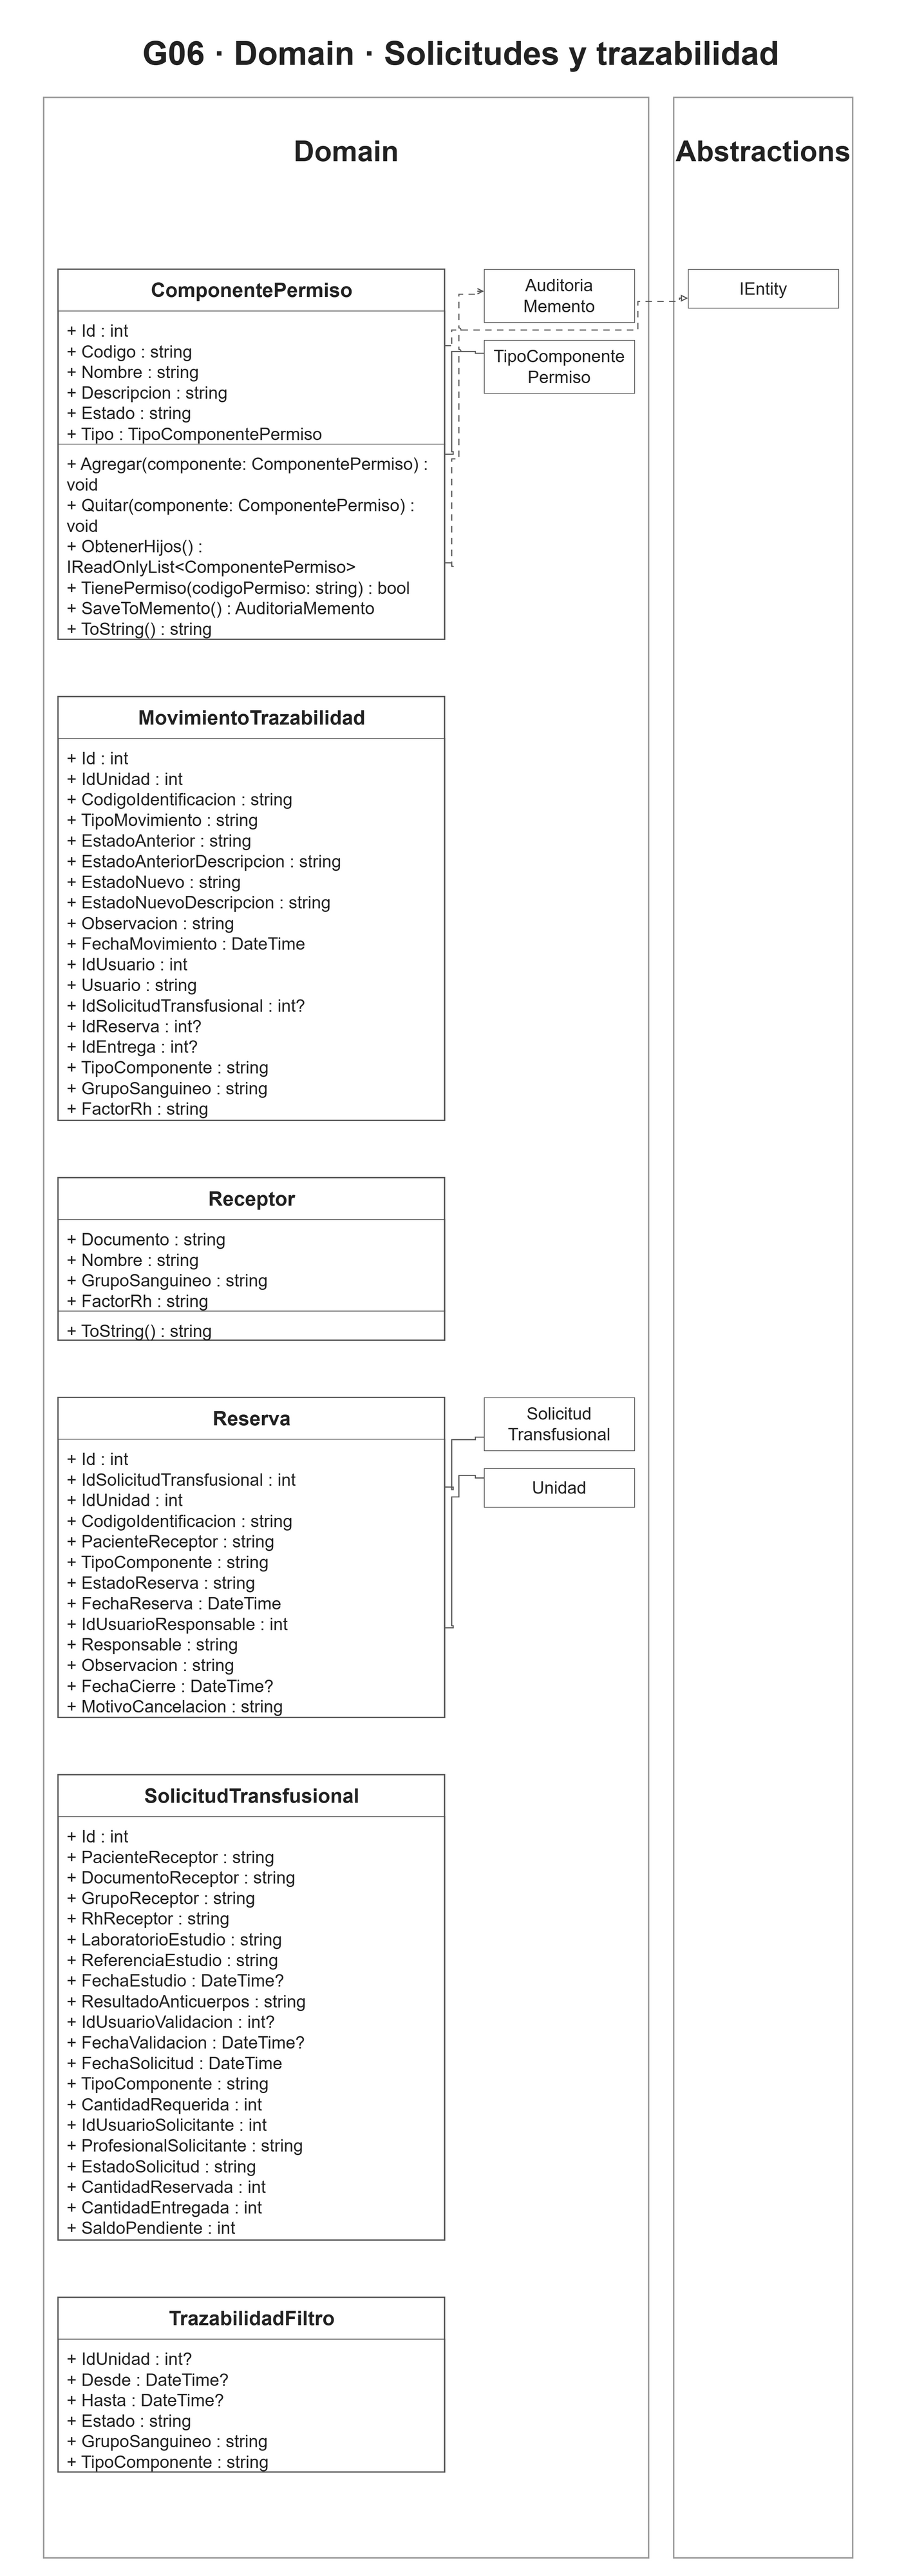 G06 · Domain · Solicitudes y trazabilidad
Domain
Abstractions
ComponentePermiso
+ Id : int
+ Codigo : string
+ Nombre : string
+ Descripcion : string
+ Estado : string
+ Tipo : TipoComponentePermiso
+ Agregar(componente: ComponentePermiso) :
void
+ Quitar(componente: ComponentePermiso) :
void
+ ObtenerHijos() :
IReadOnlyList<ComponentePermiso>
+ TienePermiso(codigoPermiso: string) : bool
+ SaveToMemento() : AuditoriaMemento
+ ToString() : string
Auditoria
Memento
TipoComponente
Permiso
IEntity
MovimientoTrazabilidad
+ Id : int
+ IdUnidad : int
+ CodigoIdentificacion : string
+ TipoMovimiento : string
+ EstadoAnterior : string
+ EstadoAnteriorDescripcion : string
+ EstadoNuevo : string
+ EstadoNuevoDescripcion : string
+ Observacion : string
+ FechaMovimiento : DateTime
+ IdUsuario : int
+ Usuario : string
+ IdSolicitudTransfusional : int?
+ IdReserva : int?
+ IdEntrega : int?
+ TipoComponente : string
+ GrupoSanguineo : string
+ FactorRh : string
Receptor
+ Documento : string
+ Nombre : string
+ GrupoSanguineo : string
+ FactorRh : string
+ ToString() : string
Reserva
+ Id : int
+ IdSolicitudTransfusional : int
+ IdUnidad : int
+ CodigoIdentificacion : string
+ PacienteReceptor : string
+ TipoComponente : string
+ EstadoReserva : string
+ FechaReserva : DateTime
+ IdUsuarioResponsable : int
+ Responsable : string
+ Observacion : string
+ FechaCierre : DateTime?
+ MotivoCancelacion : string
Solicitud
Transfusional
Unidad
SolicitudTransfusional
+ Id : int
+ PacienteReceptor : string
+ DocumentoReceptor : string
+ GrupoReceptor : string
+ RhReceptor : string
+ LaboratorioEstudio : string
+ ReferenciaEstudio : string
+ FechaEstudio : DateTime?
+ ResultadoAnticuerpos : string
+ IdUsuarioValidacion : int?
+ FechaValidacion : DateTime?
+ FechaSolicitud : DateTime
+ TipoComponente : string
+ CantidadRequerida : int
+ IdUsuarioSolicitante : int
+ ProfesionalSolicitante : string
+ EstadoSolicitud : string
+ CantidadReservada : int
+ CantidadEntregada : int
+ SaldoPendiente : int
TrazabilidadFiltro
+ IdUnidad : int?
+ Desde : DateTime?
+ Hasta : DateTime?
+ Estado : string
+ GrupoSanguineo : string
+ TipoComponente : string